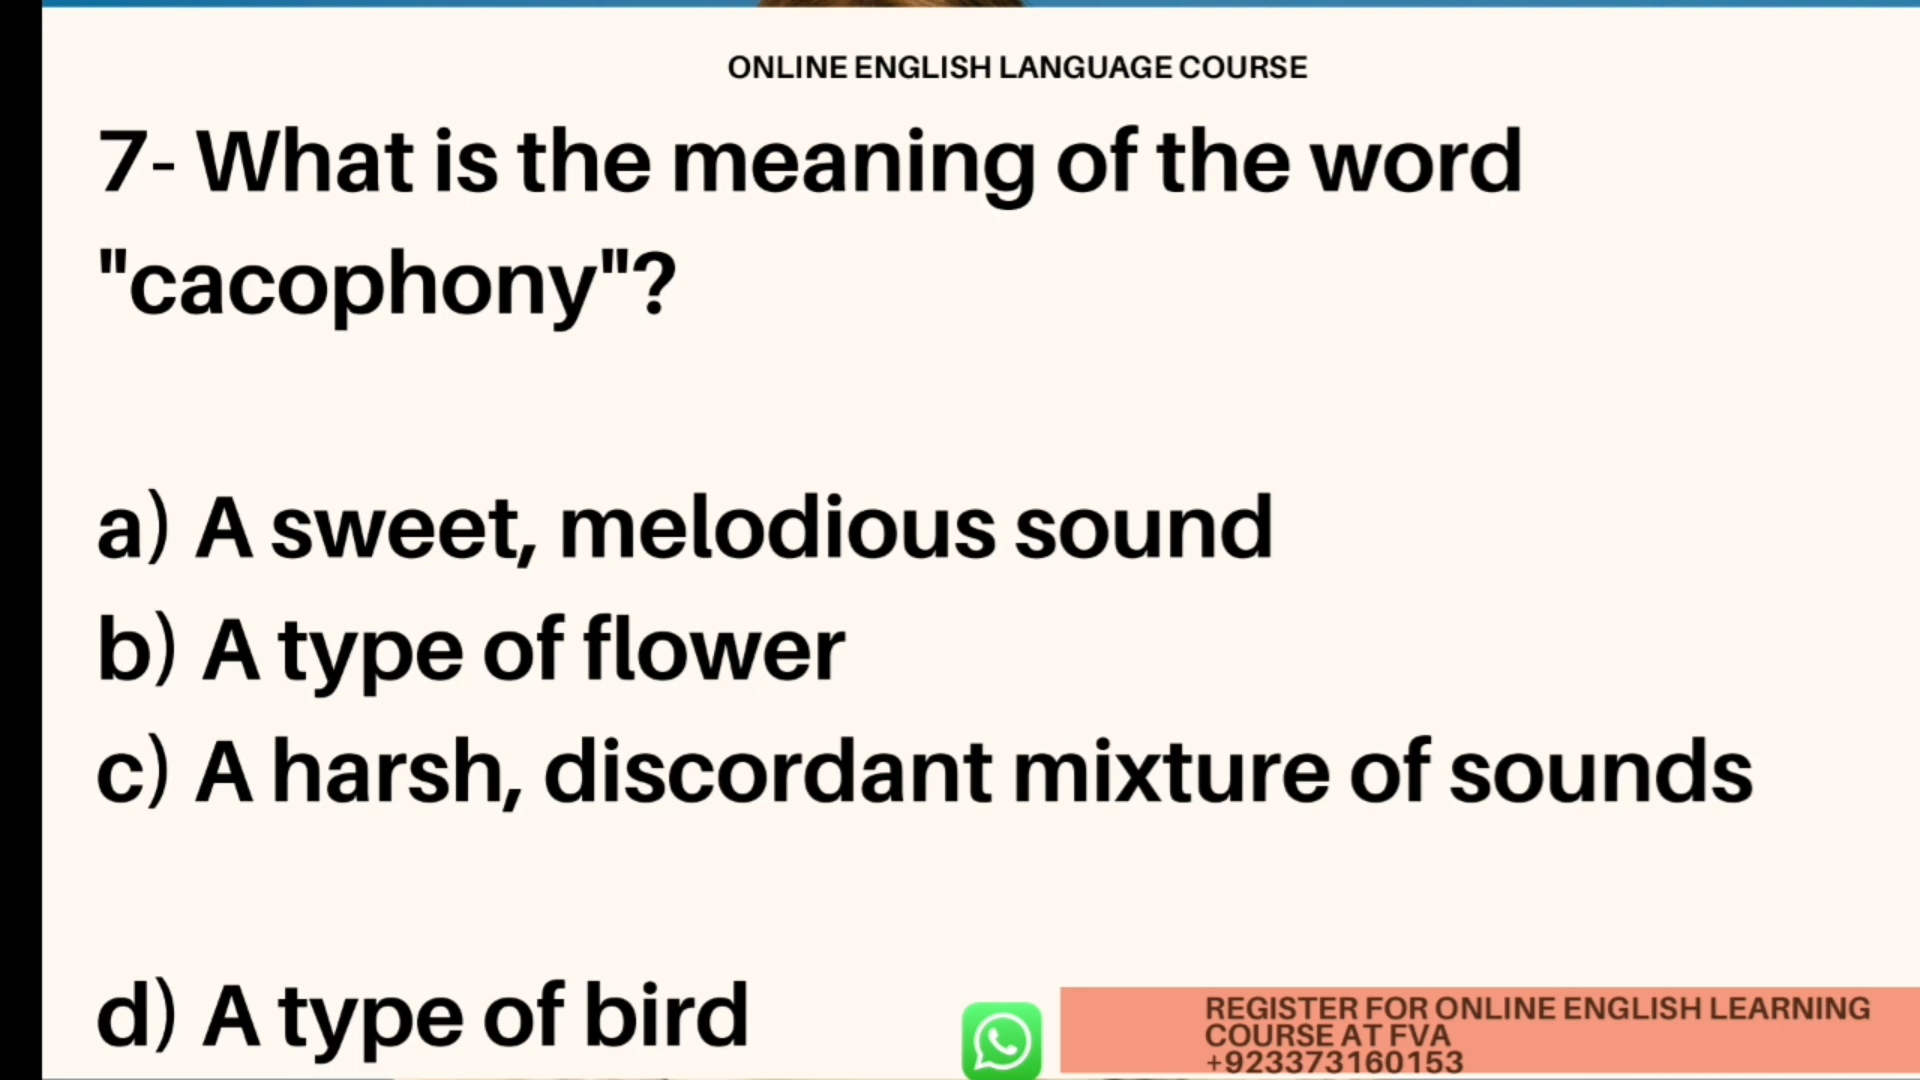 ONLINE ENGLISH LANGUAGE COURSE
7- What is the meaning of the word
"cacophony"?
a) A sweet, melodious sound
b) A type of flower
c) A harsh, discordant mixture of sounds
d) A type of bird
REGISTER FOR ONLINE ENGLISH LEARNING
COURSE AT FVA
+923373160153